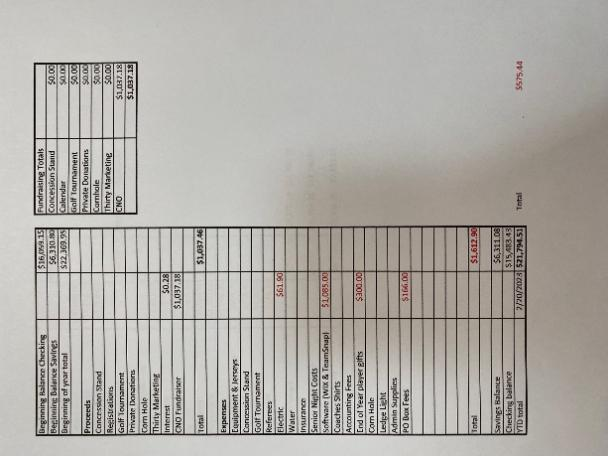 Beginning Balance Checking $16,059.15
Beginning Balance Savings $6,310.80
Beginning of year total $22,369.95
Proceeds
Concession Stand
Registrations
Golf Tournament
Private Donations
Corn Hole
Thirty Marketing
Interest $0.28
CNO Fundraiser $1,037.18
Total $1,037.46
Expenses
Equipment & Jerseys
Concession Stand
Golf Tournament
Referees
Electric $61.90
Water
Insurance
Senior Night Costs
Software (Wix & TeamSnap) $1,085.00
Coaches Shirts
Accounting Fees
End of Year player gifts $300.00
Corn Hole
Ledge Light
Admin Supplies
PO Box Fees $166.00
Total $1,612.90
Savings Balance $6,311.08
Checking balance $15,483.43
YTD total 7/20/2023 $21,794.51
Fundraising Totals
Concession Stand $0.00
Calendar $0.00
Golf Tournament $0.00
Private Donations $0.00
Cornhole $0.00
Thirty Marketing $0.00
CNO $1,037.18
$1,037.18
Total $575.44